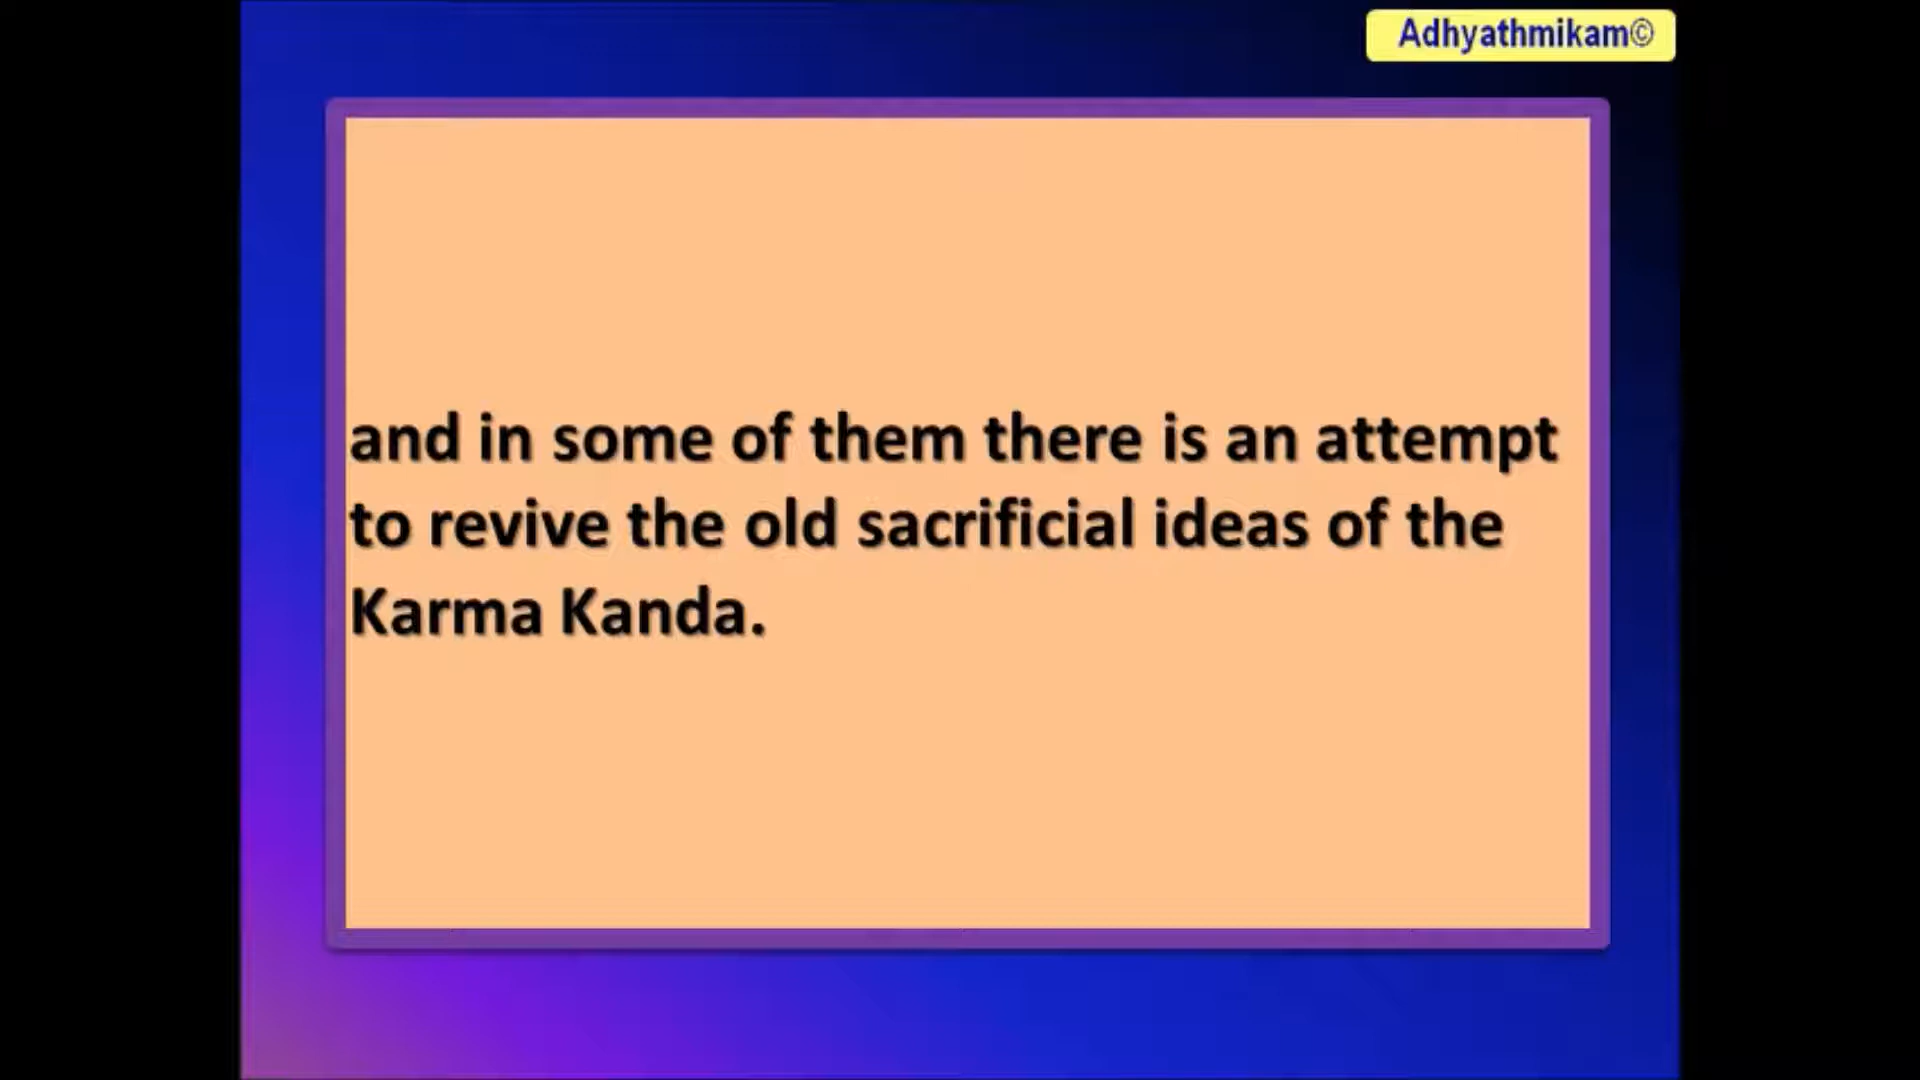 Adhyathmikam©
and in some of them there is an attempt
to revive the old sacrificial ideas of the
Karma Kanda.